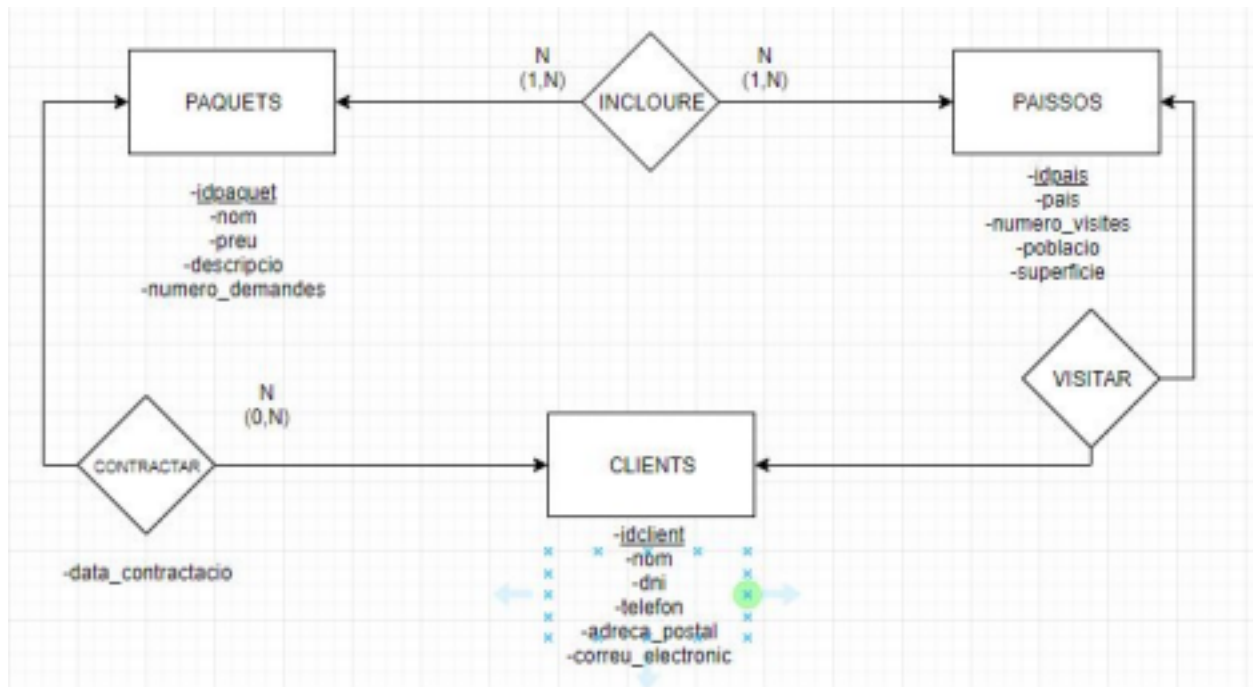 N
(1,N)
N
(1,N)
PAQUETS
INCLOURE
PAISSOS
-idpaquet
-nom
-preu
-descripcio
-numero_demandes
-idpais
-pais
-numero_visites
-poblacio
-superficie
VISITAR
N
(0,N)
CONTRACTAR
CLIENTS
-data_contractacio
-idclient
-nom
-dni
-telefon
-adreca_postal
-correu_electronic